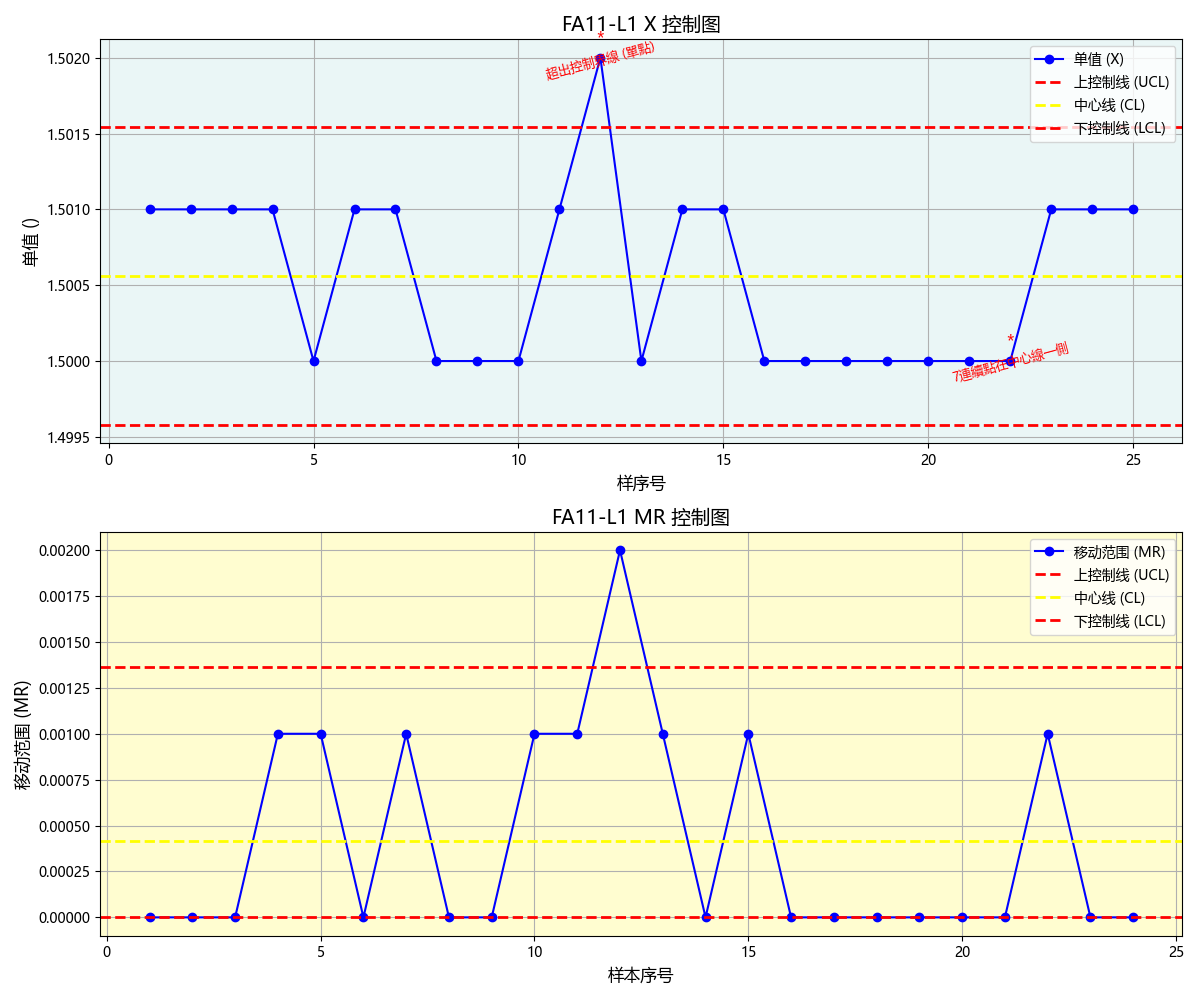 FA11-L1 X 控制图
单值 ()
1.5020
1.5015
1.5010
1.5005
1.5000
1.4995
*
超出控制界線 (單點)
*
7連續點在中心線一側
单值 (X)
上控制线 (UCL)
中心线 (CL)
下控制线 (LCL)
0 5 10 15 20 25
样序号
FA11-L1 MR 控制图
移动范围 (MR)
0.00200
0.00175
0.00150
0.00125
0.00100
0.00075
0.00050
0.00025
0.00000
移动范围 (MR)
上控制线 (UCL)
中心线 (CL)
下控制线 (LCL)
0 5 10 15 20 25
样本序号